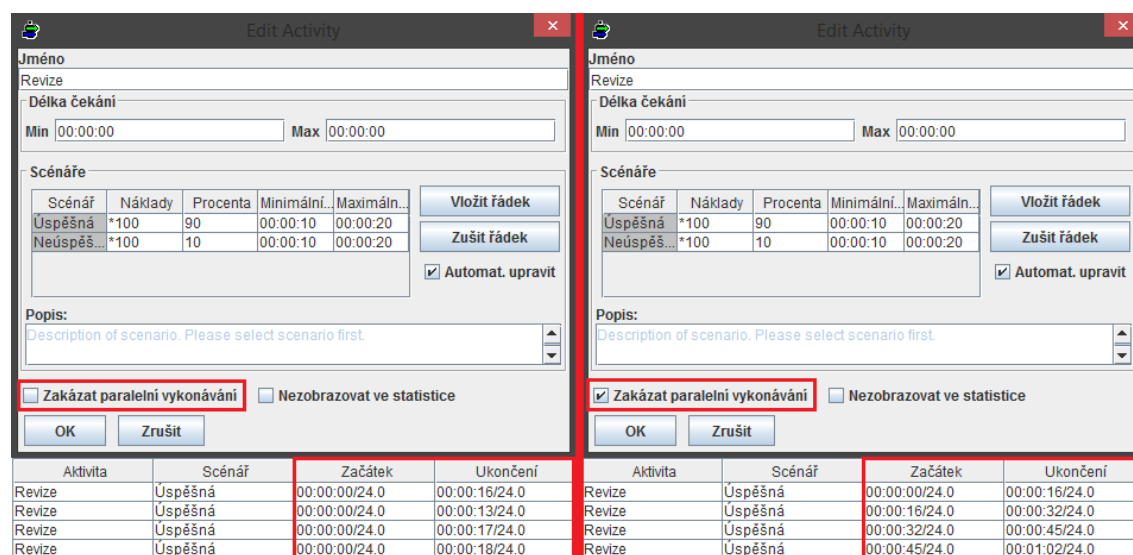 Edit Activity
Jméno
Revize
Délka čekání
Min 00:00:00 Max 00:00:00
Scénáře
Scénář Náklady Procenta Minimální... Maximáln...
Úspěšná *100 90 00:00:10 00:00:20
Neúspěš... *100 10 00:00:10 00:00:20
Vložit řádek
Zušit řádek
Automat. upravit
Popis:
Description of scenario. Please select scenario first.
Zakázat paralelní vykonávání Nezobrazovat ve statistice
OK Zrušit
Aktivita Scénář Začátek Ukončení
Revize Úspěšná 00:00:00/24.0 00:00:16/24.0
Revize Úspěšná 00:00:00/24.0 00:00:13/24.0
Revize Úspěšná 00:00:00/24.0 00:00:17/24.0
Revize Úspěšná 00:00:00/24.0 00:00:18/24.0
Edit Activity
Jméno
Revize
Délka čekání
Min 00:00:00 Max 00:00:00
Scénáře
Scénář Náklady Procenta Minimální... Maximáln...
Úspěšná *100 90 00:00:10 00:00:20
Neúspěš... *100 10 00:00:10 00:00:20
Vložit řádek
Zušit řádek
Automat. upravit
Popis:
Description of scenario. Please select scenario first.
Zakázat paralelní vykonávání Nezobrazovat ve statistice
OK Zrušit
Aktivita Scénář Začátek Ukončení
Revize Úspěšná 00:00:00/24.0 00:00:16/24.0
Revize Úspěšná 00:00:16/24.0 00:00:32/24.0
Revize Úspěšná 00:00:32/24.0 00:00:45/24.0
Revize Úspěšná 00:00:45/24.0 00:01:02/24.0